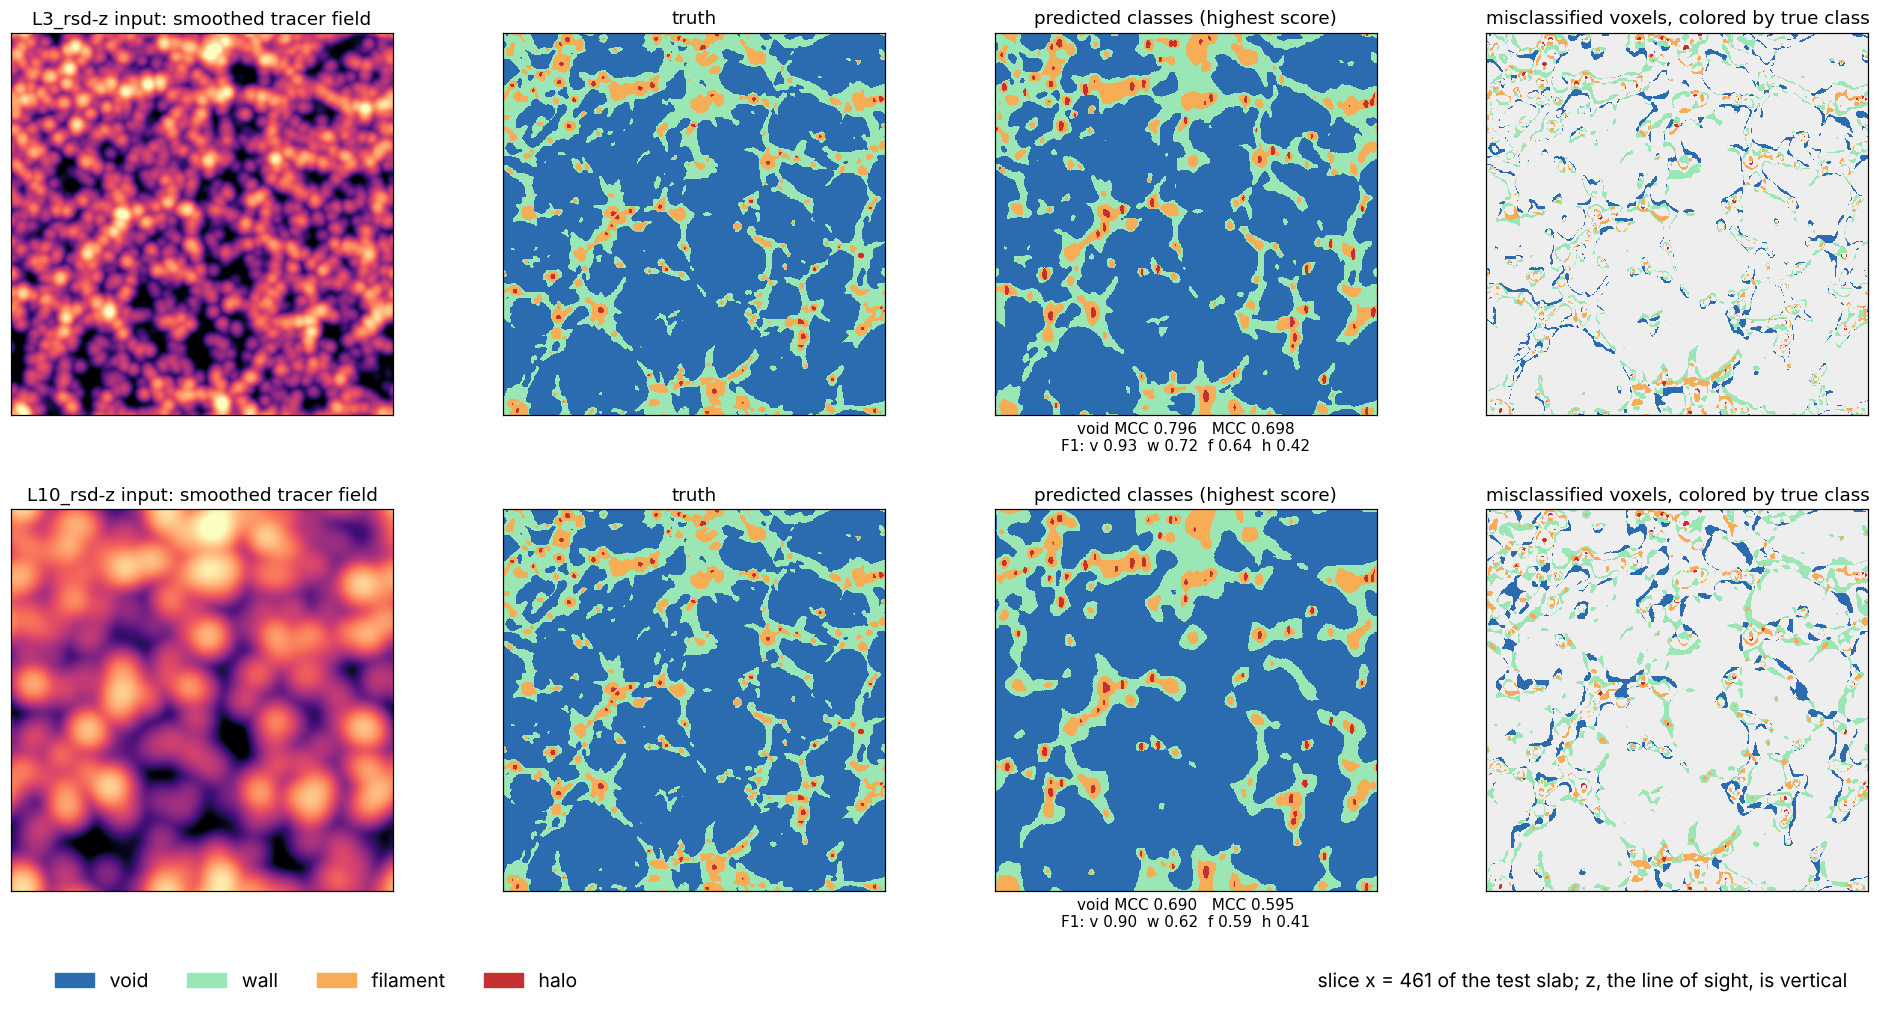 L3_rsd-z input: smoothed tracer field
truth
predicted classes (highest score)
misclassified voxels, colored by true class
void MCC 0.796   MCC 0.698
F1: v 0.93  w 0.72  f 0.64  h 0.42
L10_rsd-z input: smoothed tracer field
truth
predicted classes (highest score)
misclassified voxels, colored by true class
void MCC 0.690   MCC 0.595
F1: v 0.90  w 0.62  f 0.59  h 0.41
void
wall
filament
halo
slice x = 461 of the test slab; z, the line of sight, is vertical